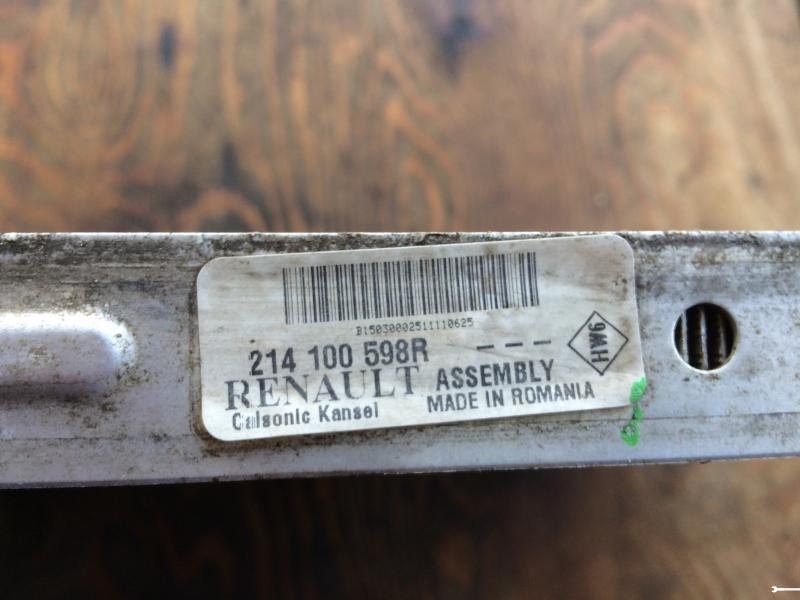 B15030002511110625
214 100 598R - - -
RENAULT ASSEMBLY
Calsonic Kansei MADE IN ROMANIA
HW6